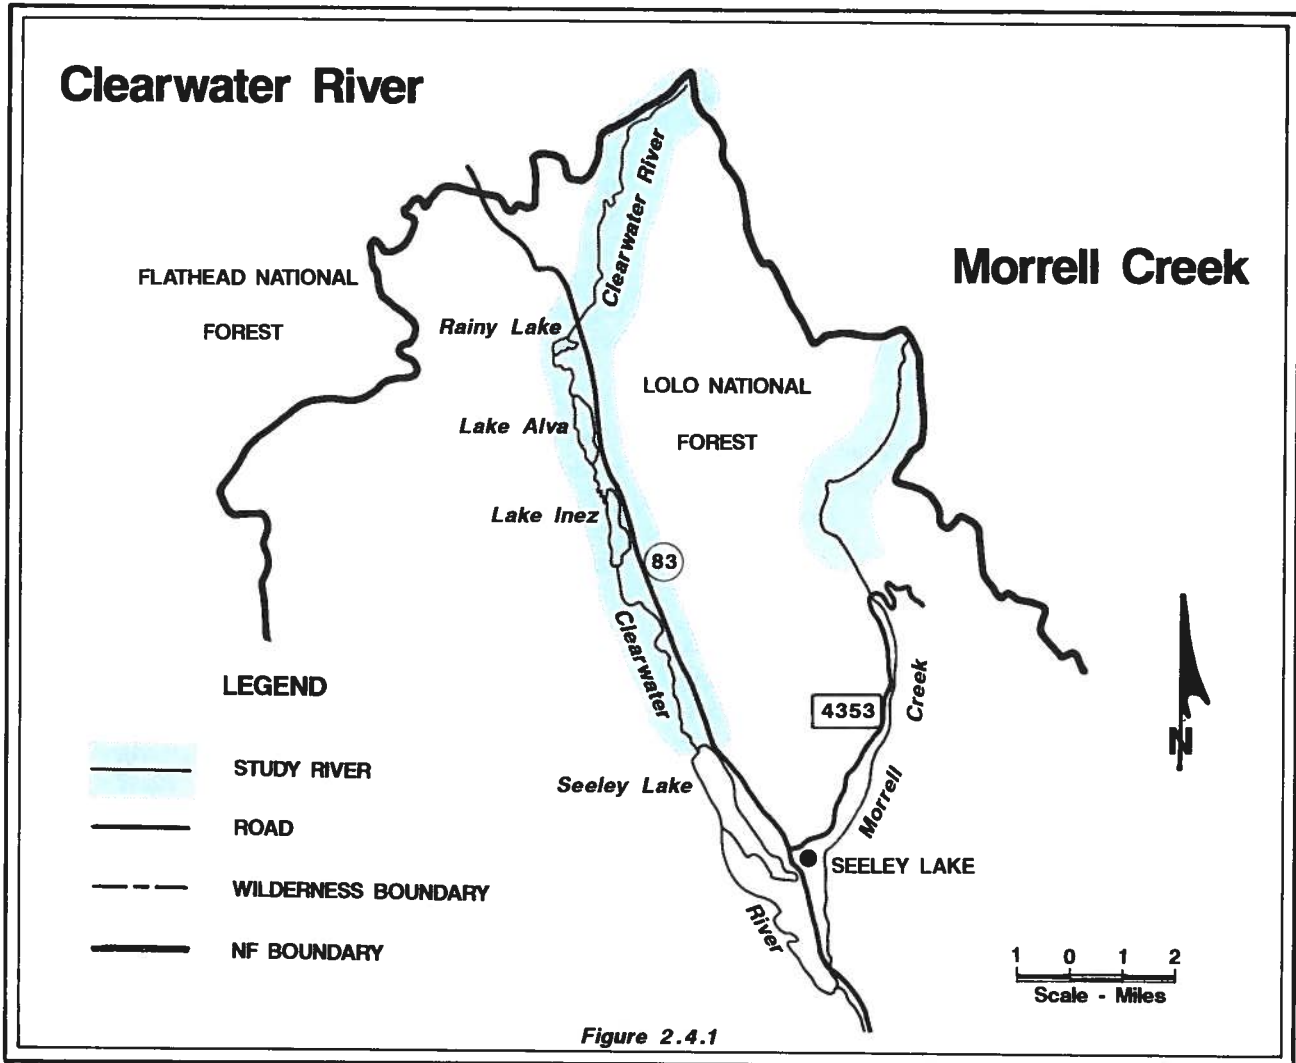 Clearwater River
Morrell Creek
Clearwater River
FLATHEAD NATIONAL
FOREST
Rainy Lake
LOLO NATIONAL
FOREST
Lake Alva
Lake Inez
83
Clearwater
LEGEND
STUDY RIVER
ROAD
WILDERNESS BOUNDARY
NF BOUNDARY
4353
Creek
Morrell
N
Seeley Lake
SEELEY LAKE
River
1 0 1 2
Scale - Miles
Figure 2.4.1